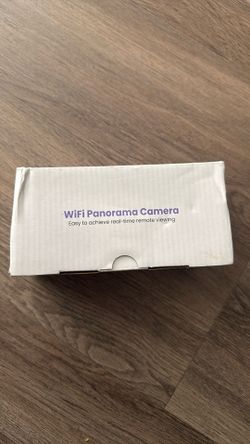 WiFi Panorama Camera
Easy to achieve real-time remote viewing